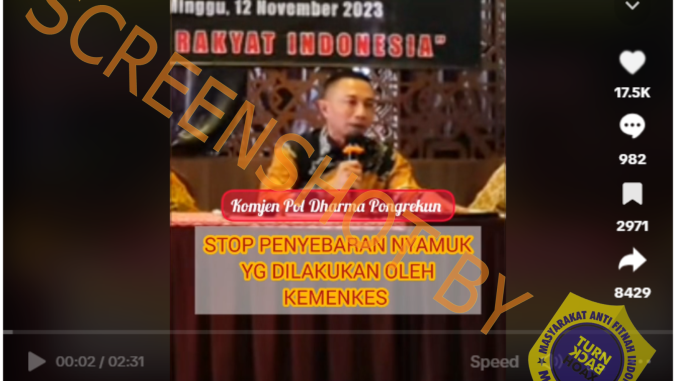 Minggu, 12 November 2023
RAKYAT INDONESIA"
Komjen Pol Dharma Pongrekun
STOP PENYEBARAN NYAMUK
YG DILAKUKAN OLEH
KEMENKES
17.5K
982
2971
8429
00:02 / 02:31
Speed
SCREENSHOT BY
MASYARAKAT ANTI FITNAH
TURN
BACK